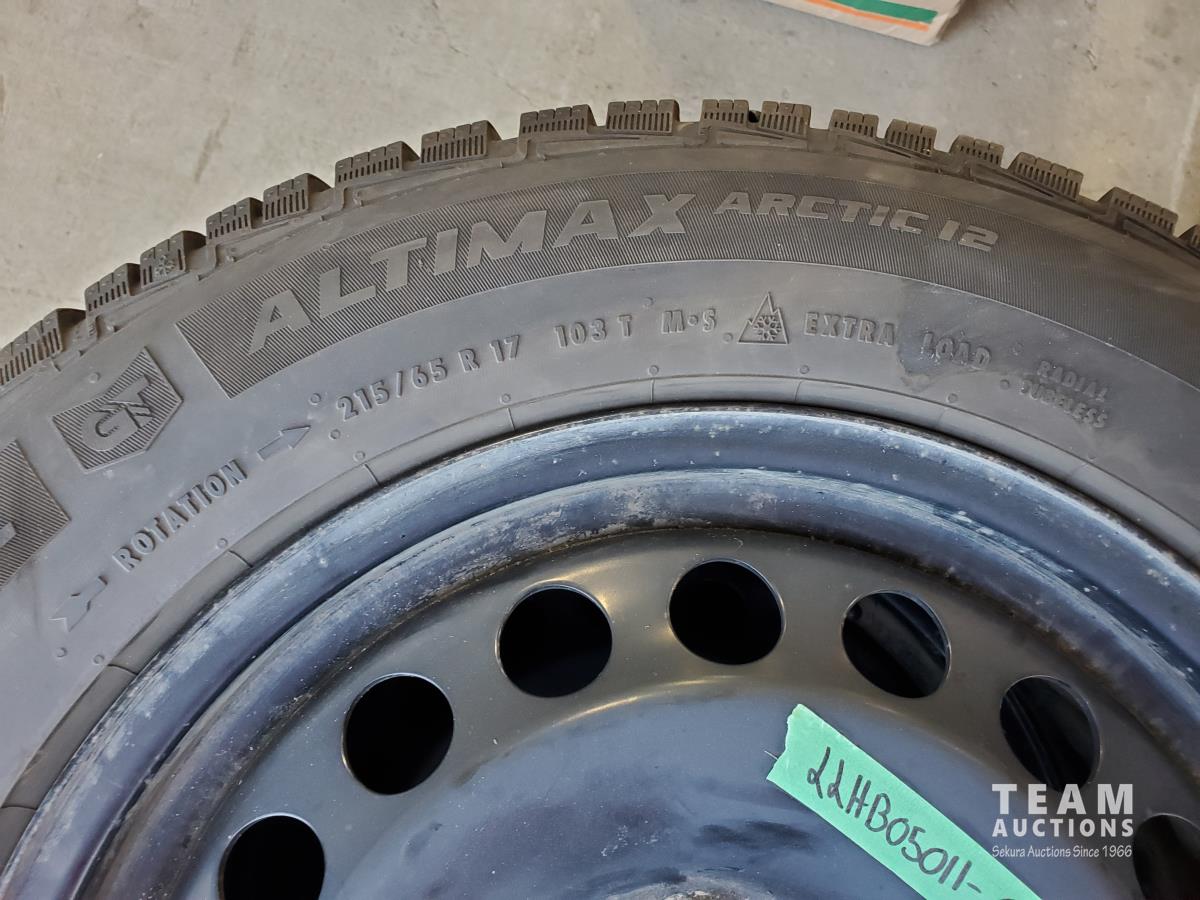 ALTIMAX ARCTIC 12
215/65 R 17 103 T M•S EXTRA LOAD RADIAL
TUBELESS
ROTATION
22HB05011-
TEAM
AUCTIONS
Sekura Auctions Since 1966